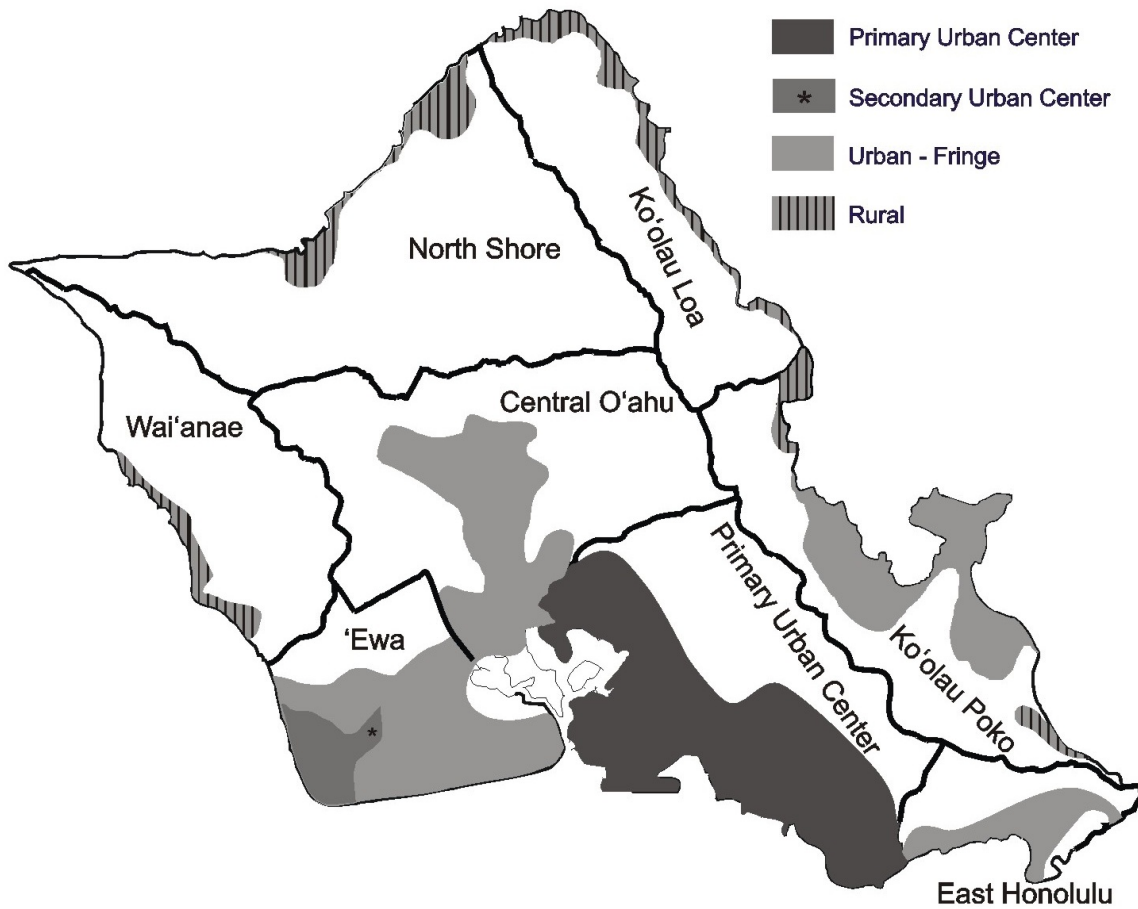 Primary Urban Center
* Secondary Urban Center
Urban - Fringe
Rural
North Shore
Ko‘olau Loa
Wai‘anae
Central O‘ahu
Primary Urban Center
‘Ewa
Ko‘olau Poko
*
East Honolulu